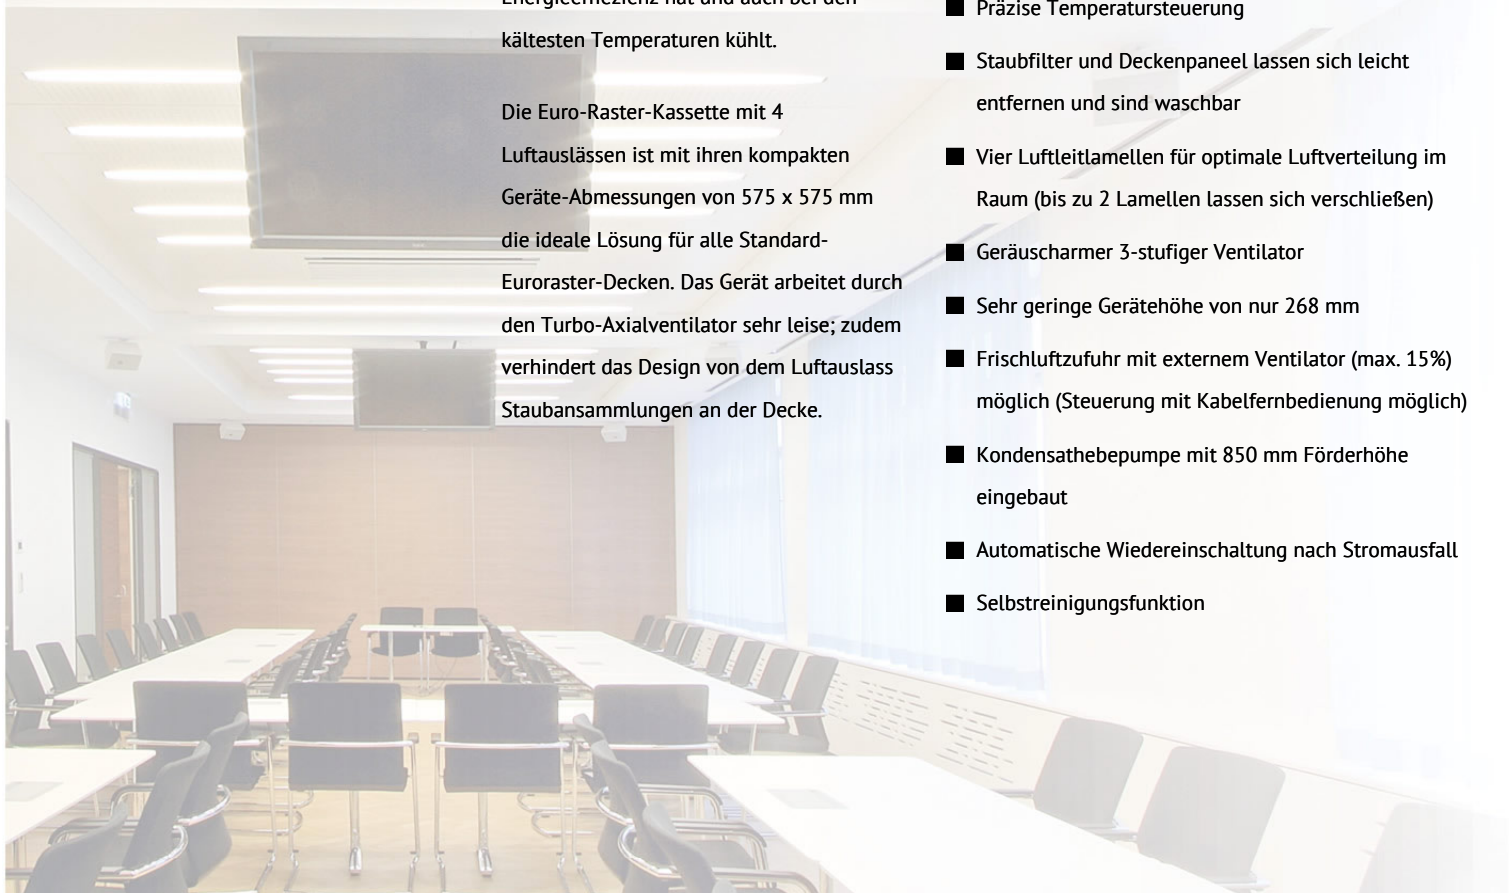 kältesten Temperaturen kühlt.
Die Euro-Raster-Kassette mit 4
Luftauslässen ist mit ihren kompakten
Geräte-Abmessungen von 575 x 575 mm
die ideale Lösung für alle Standard-
Euroraster-Decken. Das Gerät arbeitet durch
den Turbo-Axialventilator sehr leise; zudem
verhindert das Design von dem Luftauslass
Staubansammlungen an der Decke.
■ Präzise Temperatursteuerung
■ Staubfilter und Deckenpaneel lassen sich leicht
entfernen und sind waschbar
■ Vier Luftleitlamellen für optimale Luftverteilung im
Raum (bis zu 2 Lamellen lassen sich verschließen)
■ Geräuscharmer 3-stufiger Ventilator
■ Sehr geringe Gerätehöhe von nur 268 mm
■ Frischluftzufuhr mit externem Ventilator (max. 15%)
möglich (Steuerung mit Kabelfernbedienung möglich)
■ Kondensathebepumpe mit 850 mm Förderhöhe
eingebaut
■ Automatische Wiedereinschaltung nach Stromausfall
■ Selbstreinigungsfunktion